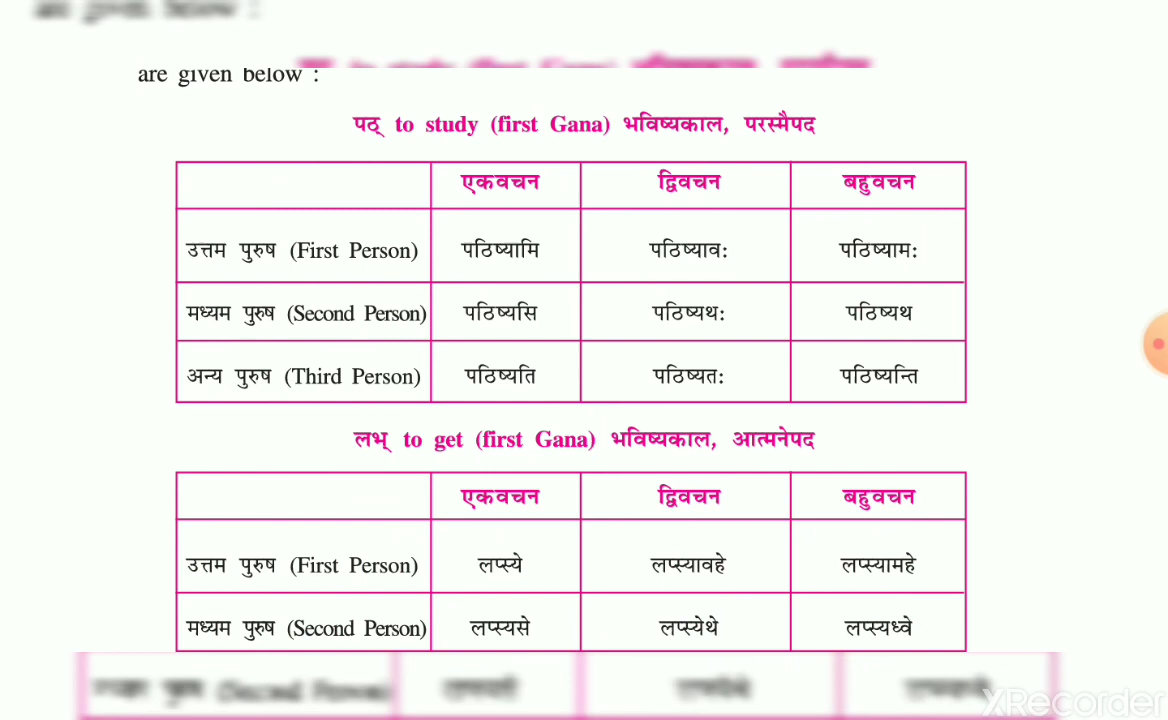 are given below :
are given below :
पठ् to study (first Gana) भविष्यकाल, परस्मैपद
एकवचन द्विवचन बहुवचन
उत्तम पुरुष (First Person) पठिष्यामि पठिष्यावः पठिष्यामः
मध्यम पुरुष (Second Person) पठिष्यसि पठिष्यथः पठिष्यथ
अन्य पुरुष (Third Person) पठिष्यति पठिष्यतः पठिष्यन्ति
लभ् to get (first Gana) भविष्यकाल, आत्मनेपद
एकवचन द्विवचन बहुवचन
उत्तम पुरुष (First Person) लप्स्ये लप्स्यावहे लप्स्यामहे
मध्यम पुरुष (Second Person) लप्स्यसे लप्स्येथे लप्स्यध्वे
XRecorder